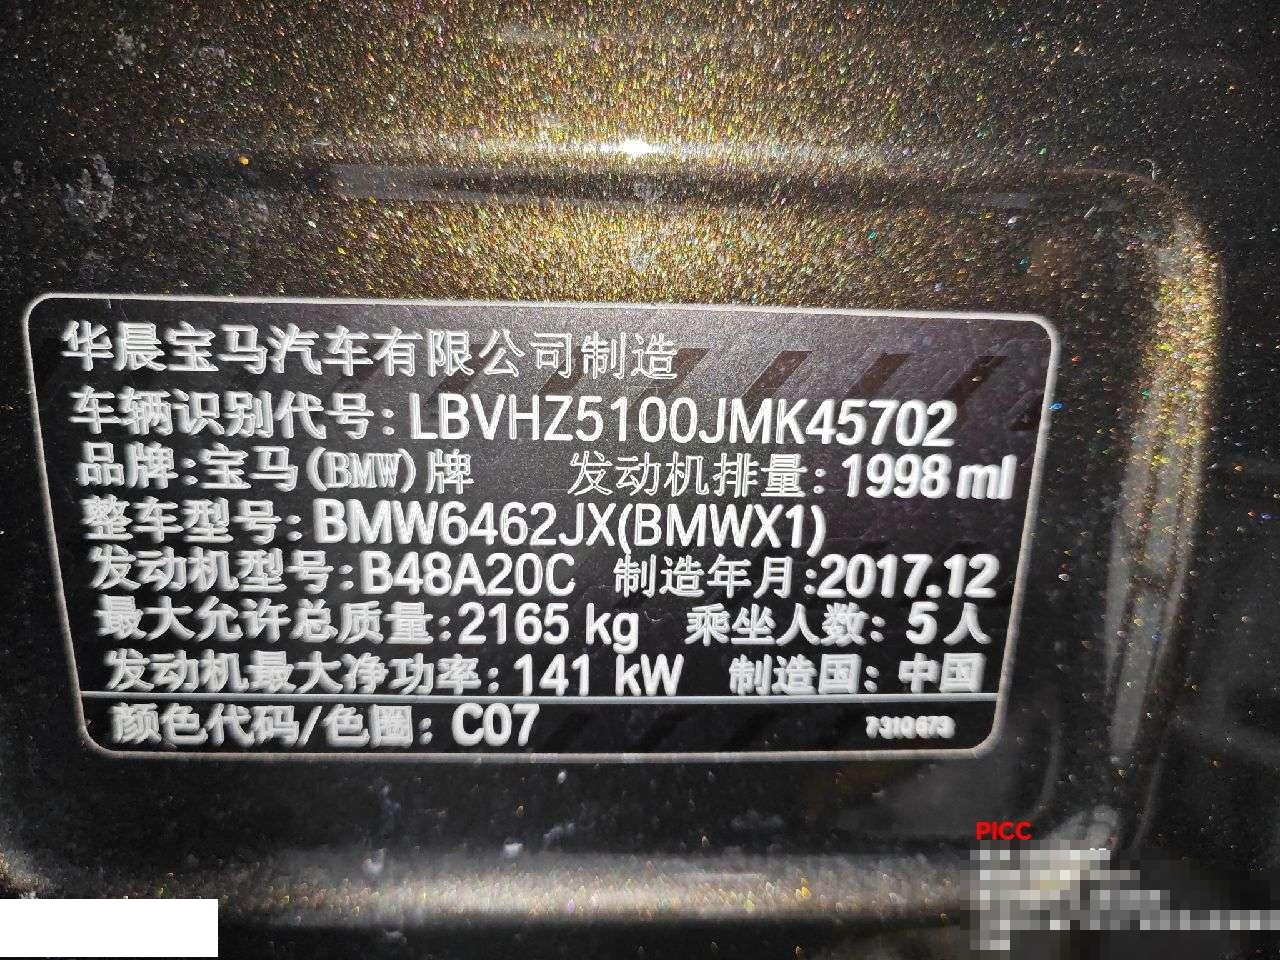 华晨宝马汽车有限公司制造
车辆识别代号:LBVHZ5100JMK45702
品牌:宝马(BMW)牌 发动机排量:1998ml
整车型号:BMW6462JX(BMWX1)
发动机型号:B48A20C 制造年月:2017.12
最大允许总质量:2165 kg 乘坐人数: 5人
发动机最大净功率:141 kW 制造国:中国
颜色代码/色圈:C07 7310673
PICC